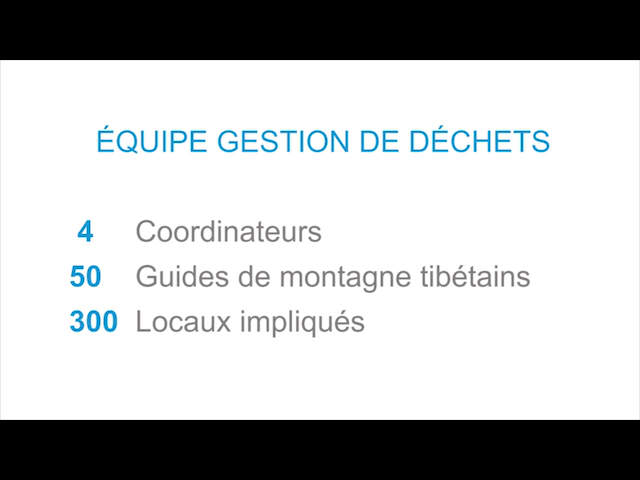 ÉQUIPE GESTION DE DÉCHETS
4 Coordinateurs
50 Guides de montagne tibétains
300 Locaux impliqués